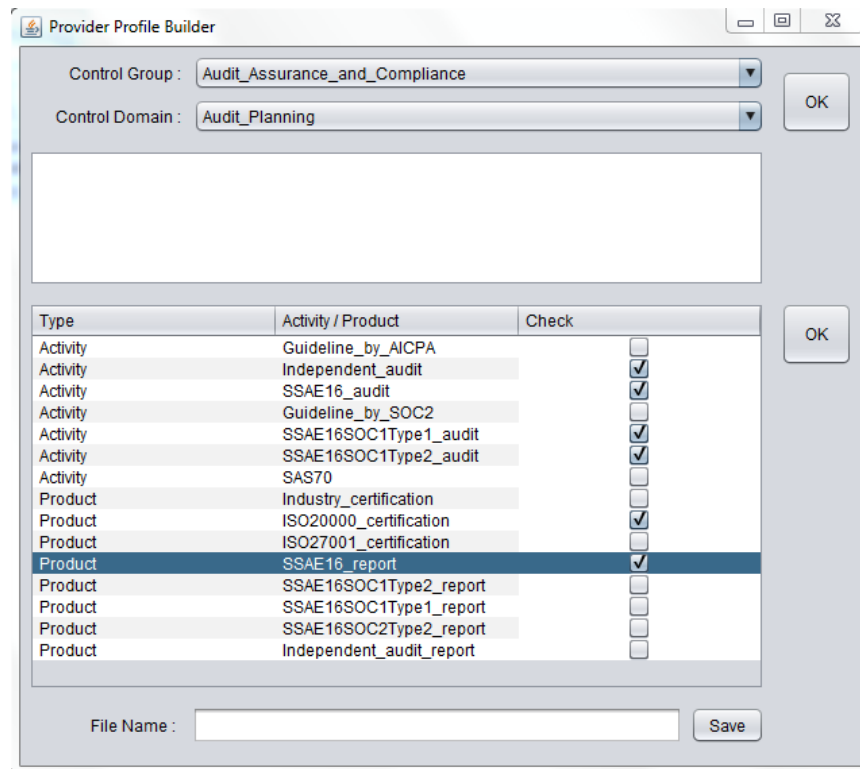 Provider Profile Builder
Control Group : Audit_Assurance_and_Compliance
OK
Control Domain : Audit_Planning
Type Activity / Product Check
OK
Activity Guideline_by_AICPA
Activity Independent_audit
Activity SSAE16_audit
Activity Guideline_by_SOC2
Activity SSAE16SOC1Type1_audit
Activity SSAE16SOC1Type2_audit
Activity SAS70
Product Industry_certification
Product ISO20000_certification
Product ISO27001_certification
Product SSAE16_report
Product SSAE16SOC1Type2_report
Product SSAE16SOC1Type1_report
Product SSAE16SOC2Type2_report
Product Independent_audit_report
File Name : Save